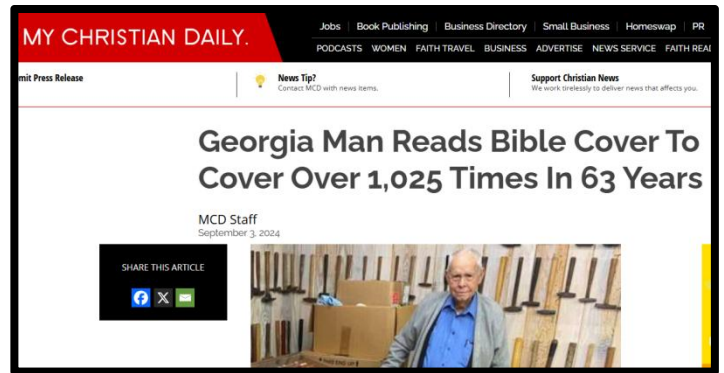 MY CHRISTIAN DAILY.
Jobs Book Publishing Business Directory Small Business Homeswap PR
PODCASTS WOMEN FAITH TRAVEL BUSINESS ADVERTISE NEWS SERVICE FAITH REA
mit Press Release
News Tip?
Contact MCD with news items.
Support Christian News
We work tirelessly to deliver news that affects you.
Georgia Man Reads Bible Cover To
Cover Over 1,025 Times In 63 Years
MCD Staff
September 3, 2024
SHARE THIS ARTICLE